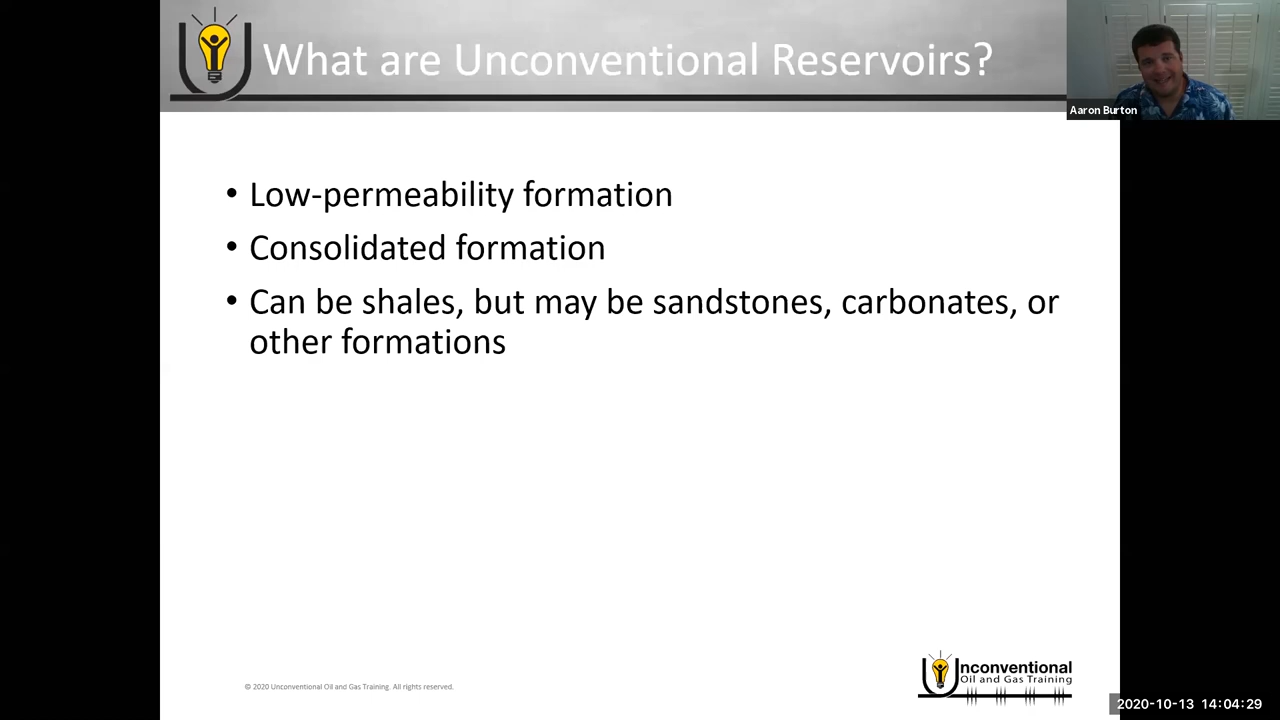 What are Unconventional Reservoirs?
Aaron Burton
• Low-permeability formation
• Consolidated formation
• Can be shales, but may be sandstones, carbonates, or
other formations
© 2020 Unconventional Oil and Gas Training. All rights reserved.
Unconventional
Oil and Gas Training
2020-10-13 14:04:29